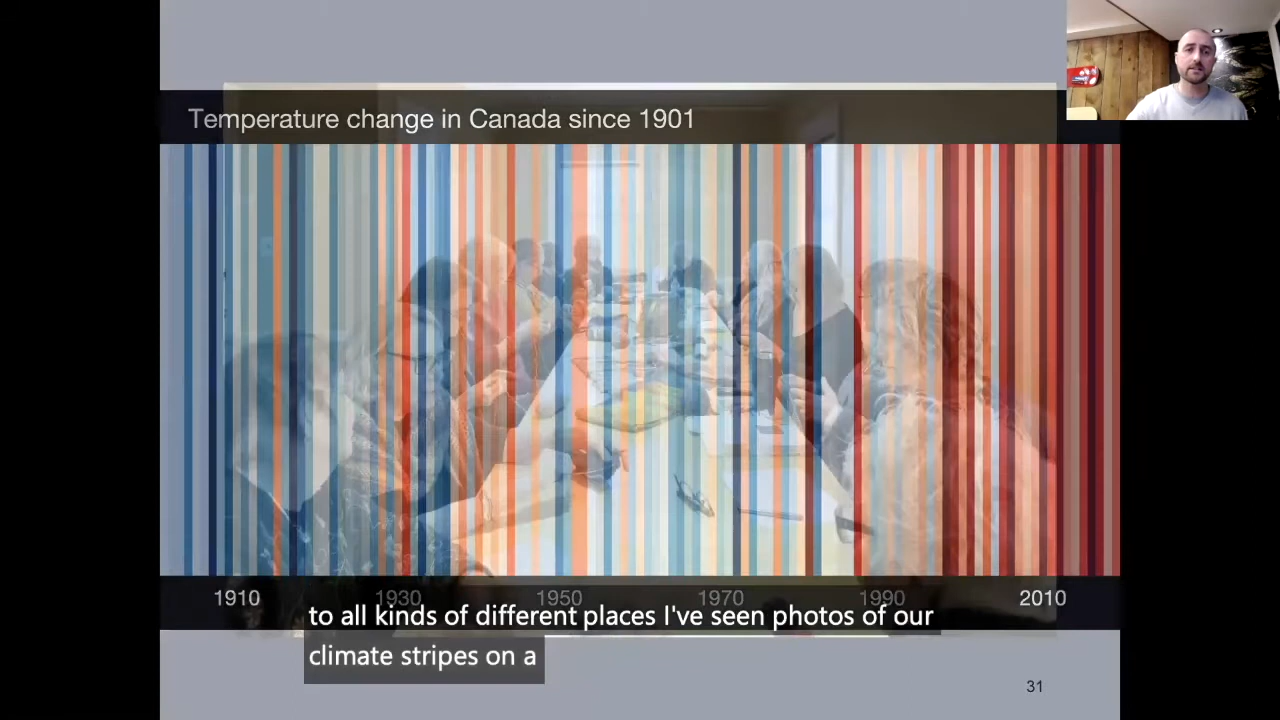 Temperature change in Canada since 1901
1910 1930 1950 1970 1990 2010
to all kinds of different places I've seen photos of our
climate stripes on a
31